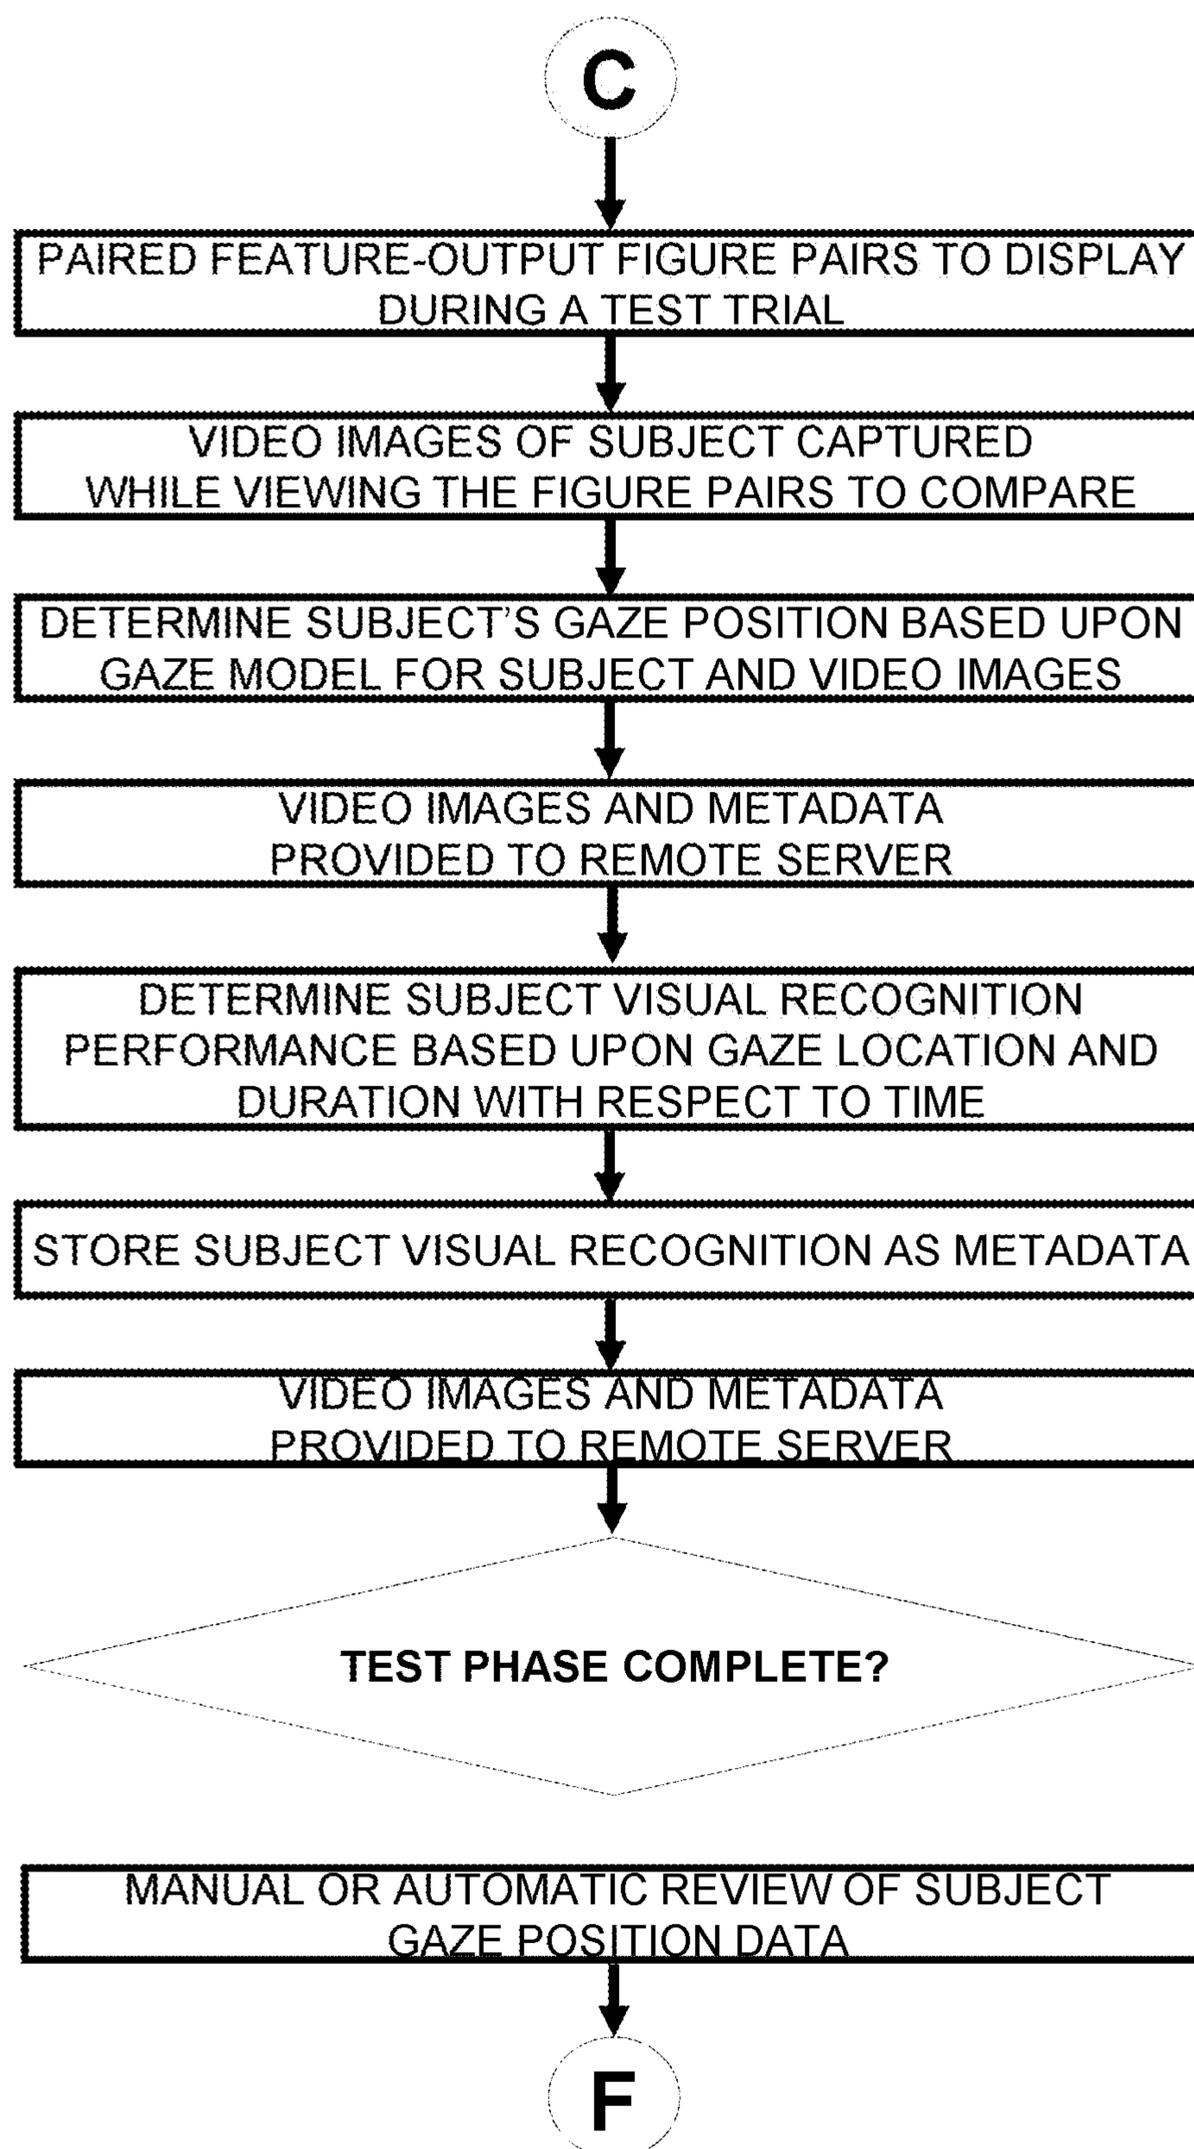 C
PAIRED FEATURE-OUTPUT FIGURE PAIRS TO DISPLAY
DURING A TEST TRIAL
VIDEO IMAGES OF SUBJECT CAPTURED
WHILE VIEWING THE FIGURE PAIRS TO COMPARE
DETERMINE SUBJECT'S GAZE POSITION BASED UPON
GAZE MODEL FOR SUBJECT AND VIDEO IMAGES
VIDEO IMAGES AND METADATA
PROVIDED TO REMOTE SERVER
DETERMINE SUBJECT VISUAL RECOGNITION
PERFORMANCE BASED UPON GAZE LOCATION AND
DURATION WITH RESPECT TO TIME
STORE SUBJECT VISUAL RECOGNITION AS METADATA
VIDEO IMAGES AND METADATA
PROVIDED TO REMOTE SERVER
TEST PHASE COMPLETE?
MANUAL OR AUTOMATIC REVIEW OF SUBJECT
GAZE POSITION DATA
F